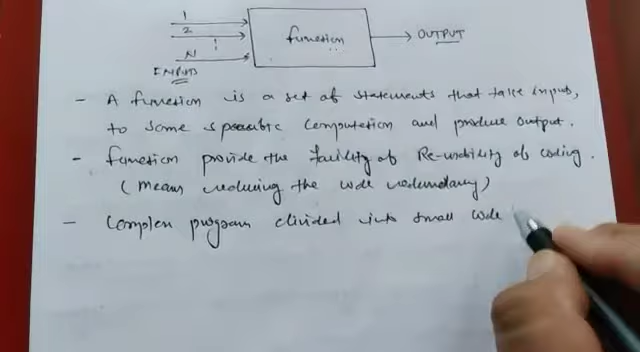 1
2
N
INPUTS
function
OUTPUT
- A function is a set of statements that take inputs,
to some specific computation and produce output.
- function provide the facility of Re-usibility of coding.
(means reducing the code redundancy)
- Complex program divided into small code